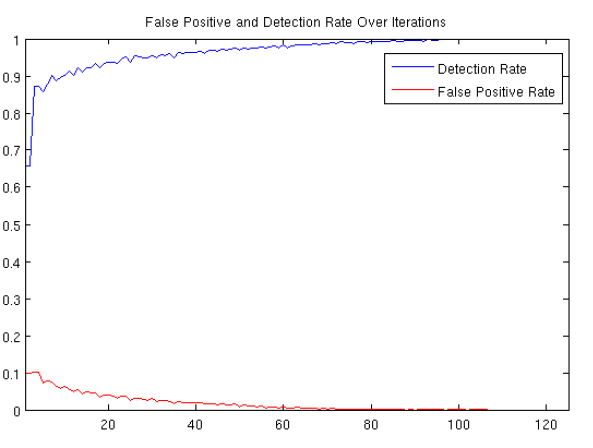 False Positive and Detection Rate Over Iterations
1
0.9
0.8
0.7
0.6
0.5
0.4
0.3
0.2
0.1
0
Detection Rate
False Positive Rate
20 40 60 80 100 120